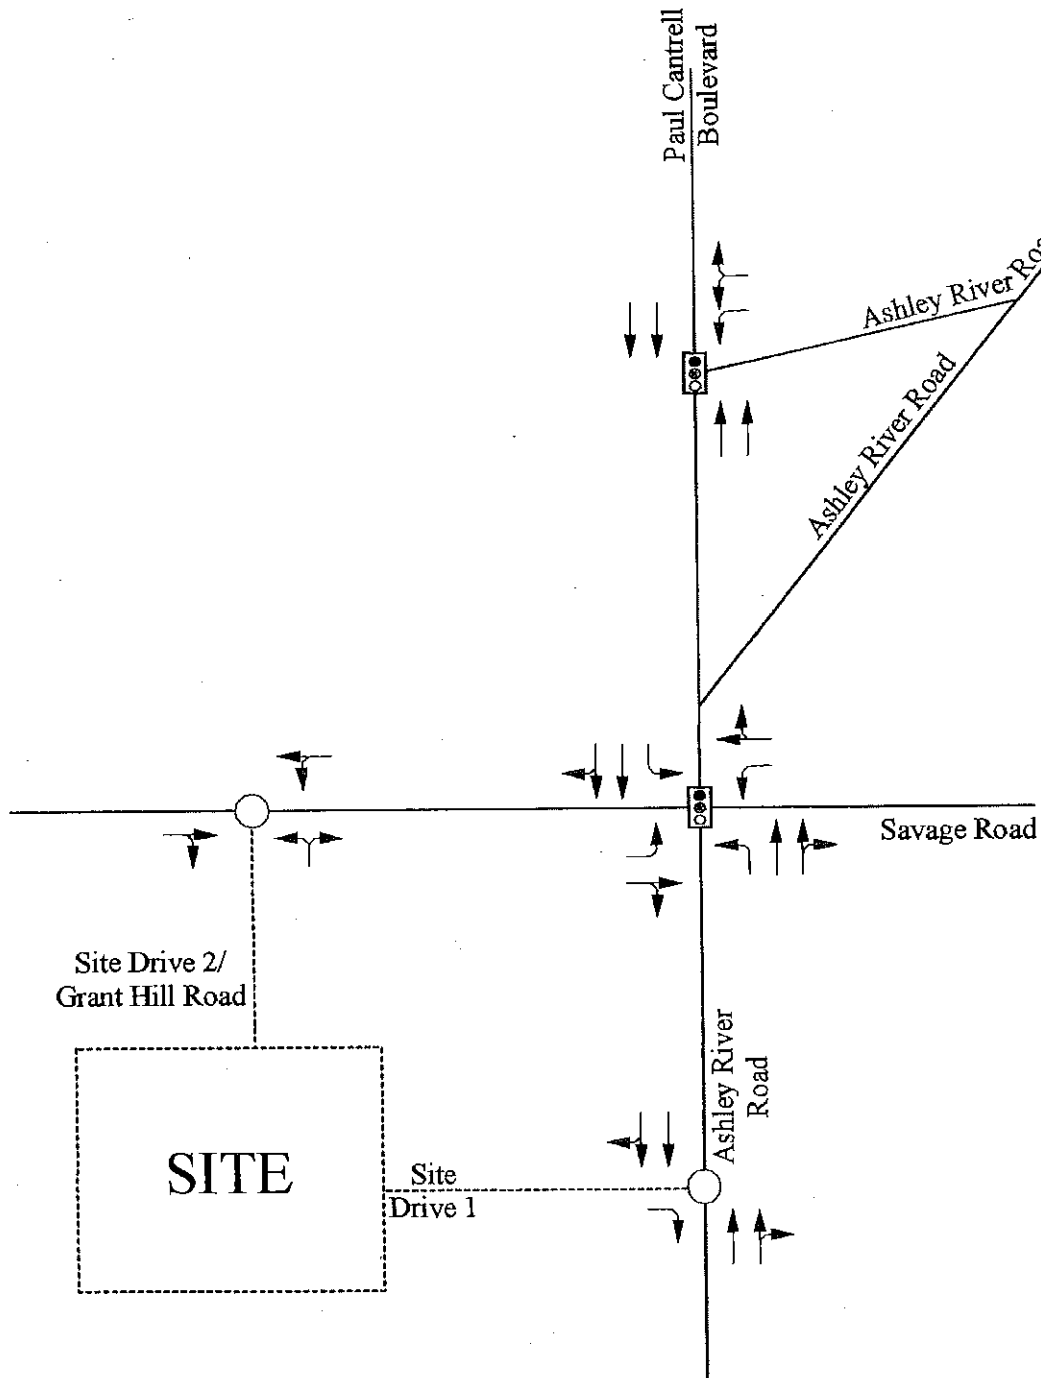 Paul Cantrell
Boulevard
Ashley River Roa
Ashley River Road
Savage Road
Site Drive 2/
Grant Hill Road
Ashley River
Road
SITE
Site
Drive 1